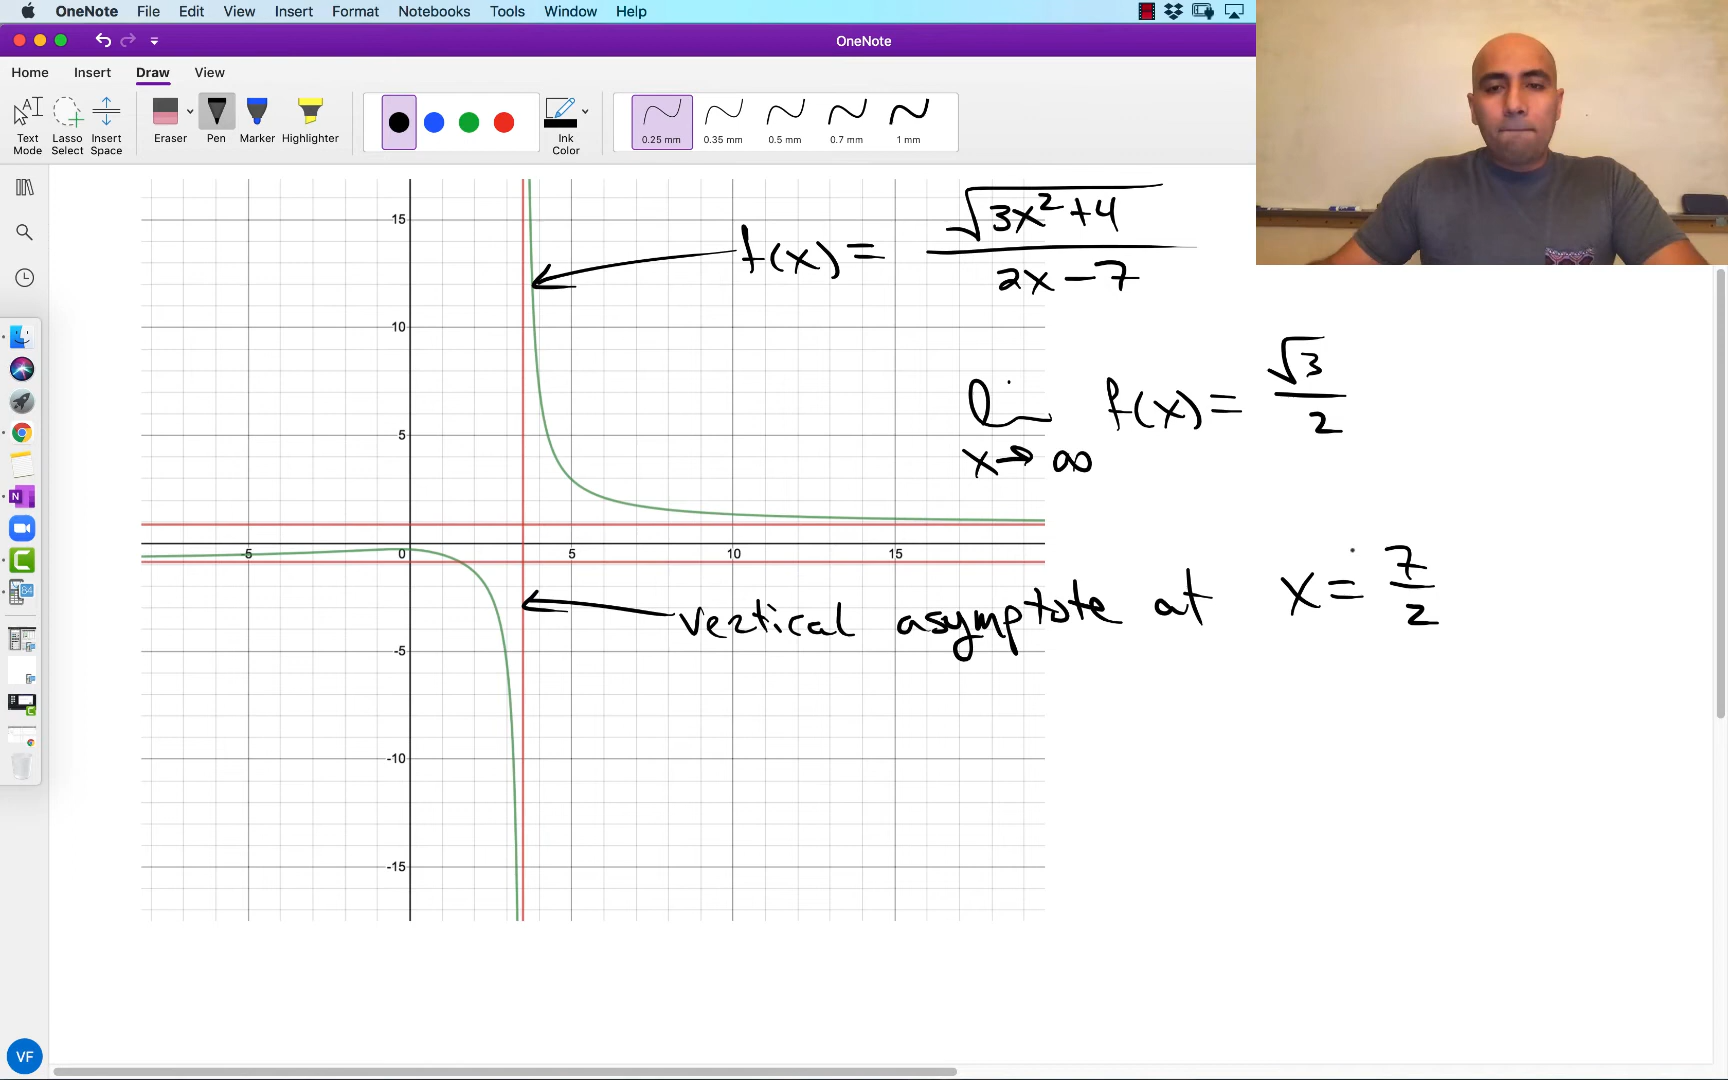 OneNote File Edit View Insert Format Notebooks Tools Window Help
OneNote
Home Insert Draw View
Text Mode
Lasso Select
Insert Space
Eraser
Pen
Marker
Highlighter
Ink Color
0.25 mm 0.35 mm 0.5 mm 0.7 mm 1 mm
f(x) = √(3x²+4) / (2x−7)
lim x→∞ f(x) = √3/2
vertical asymptote at x = 7/2
15
10
5
-5 0 5 10 15
-5
-10
-15
VF